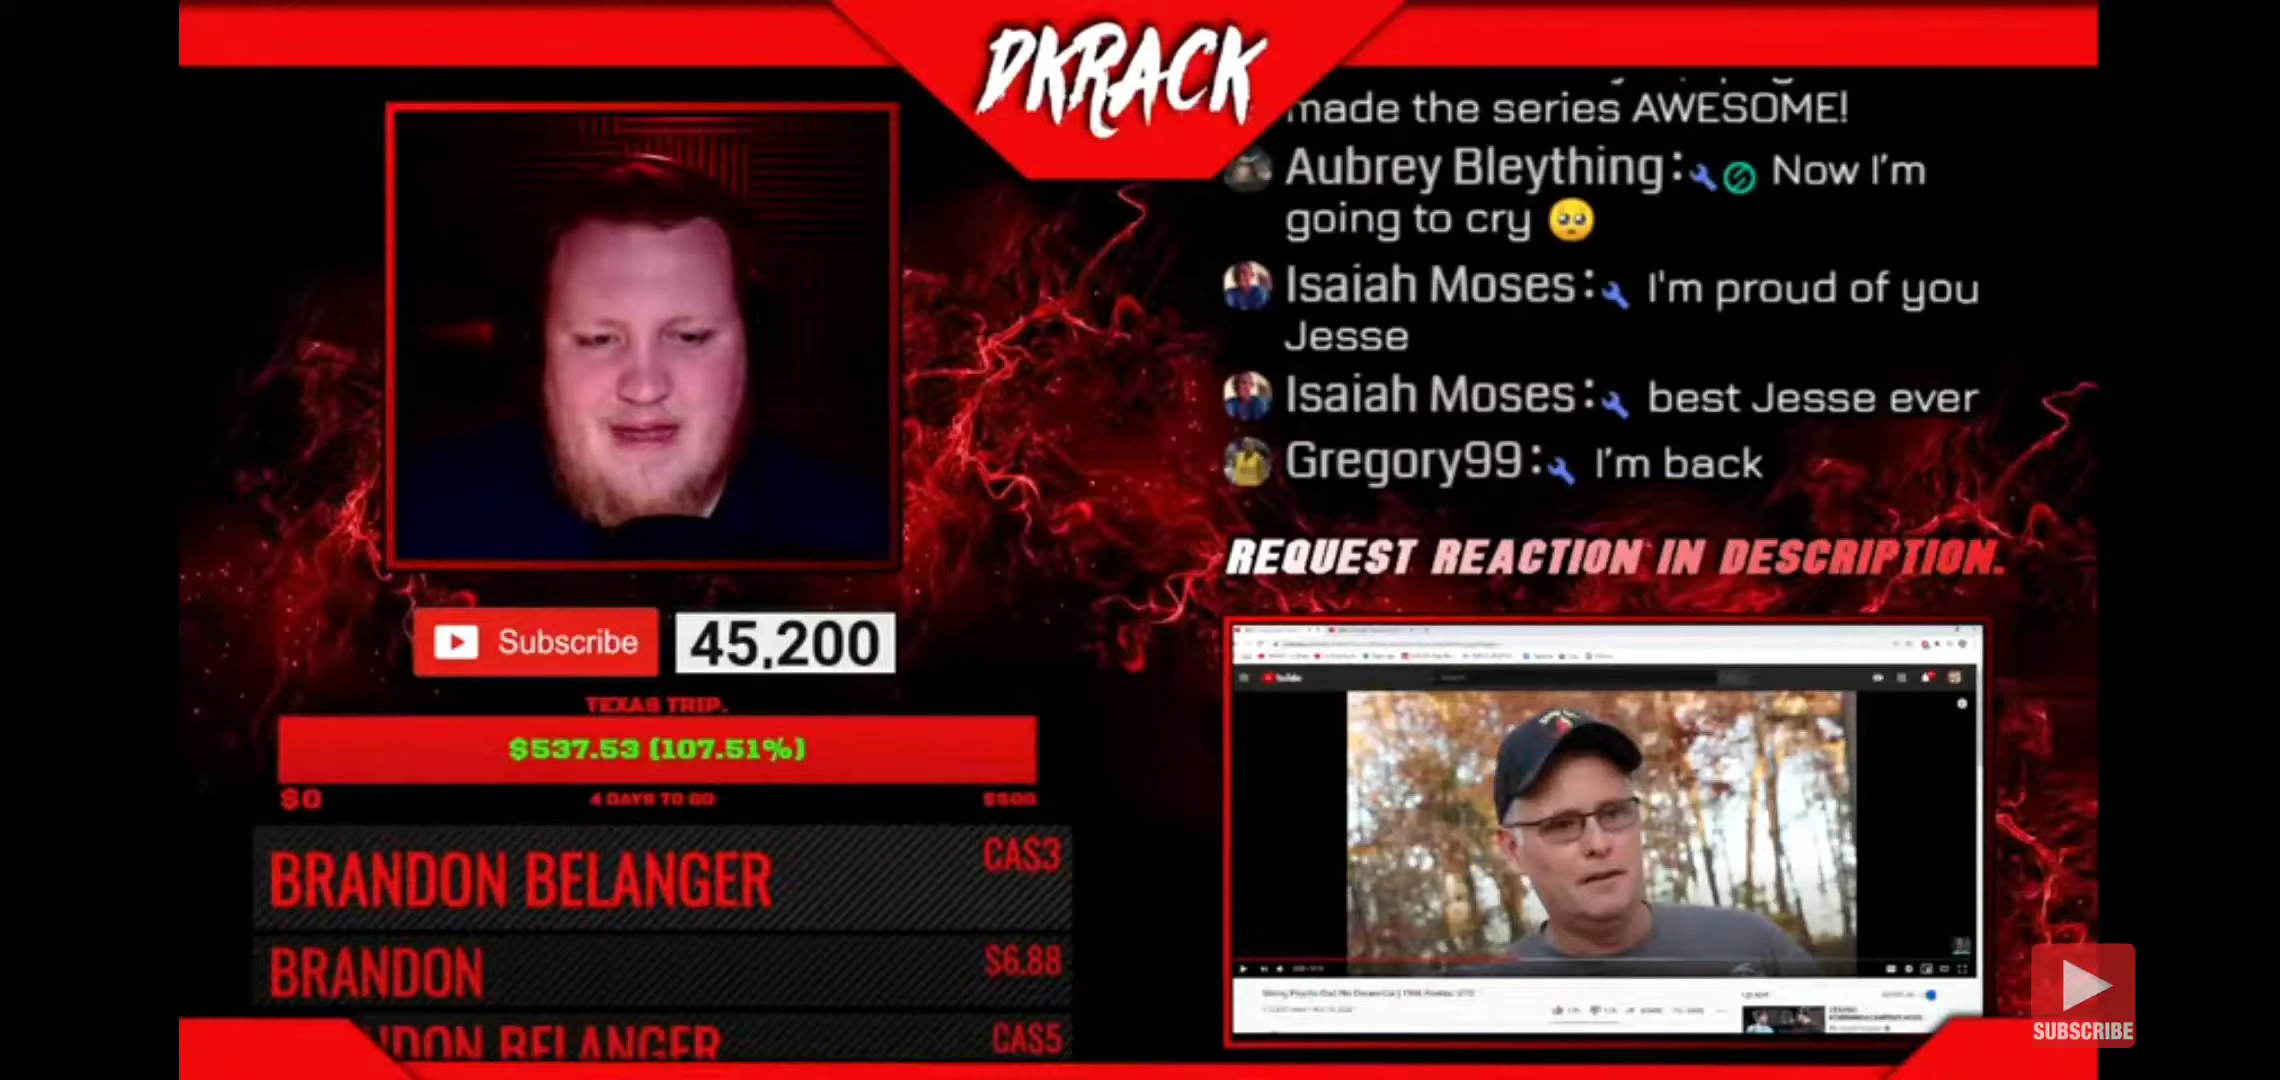 DKRACK
made the series AWESOME!
Aubrey Bleything: Now I'm
going to cry 🥺
Isaiah Moses: I'm proud of you
Jesse
Isaiah Moses: best Jesse ever
Gregory99: I'm back
REQUEST REACTION IN DESCRIPTION.
Subscribe 45,200
TEXAS TRIP.
$537.53 (107.51%)
$0 4 DAYS TO GO $500
BRANDON BELANGER CA$3
BRANDON $6.88
BELANGER CA$5
YouTube
SUBSCRIBE